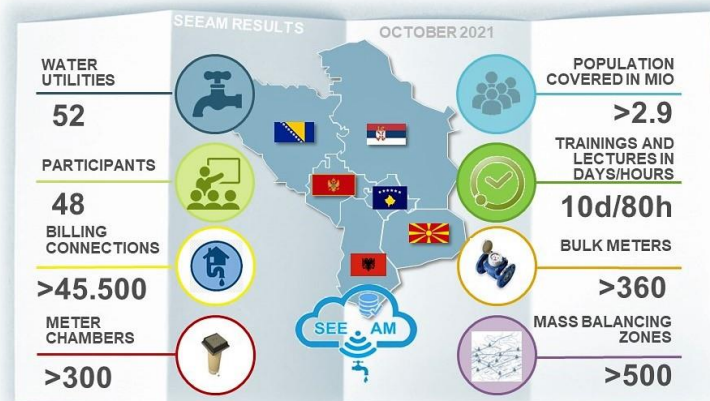 SEEAM RESULTS
OCTOBER 2021
WATER
UTILITIES
52
PARTICIPANTS
48
BILLING
CONNECTIONS
>45.500
METER
CHAMBERS
>300
POPULATION
COVERED IN MIO
>2.9
TRAININGS AND
LECTURES IN
DAYS/HOURS
10d/80h
BULK METERS
>360
MASS BALANCING
ZONES
>500
SEE AM